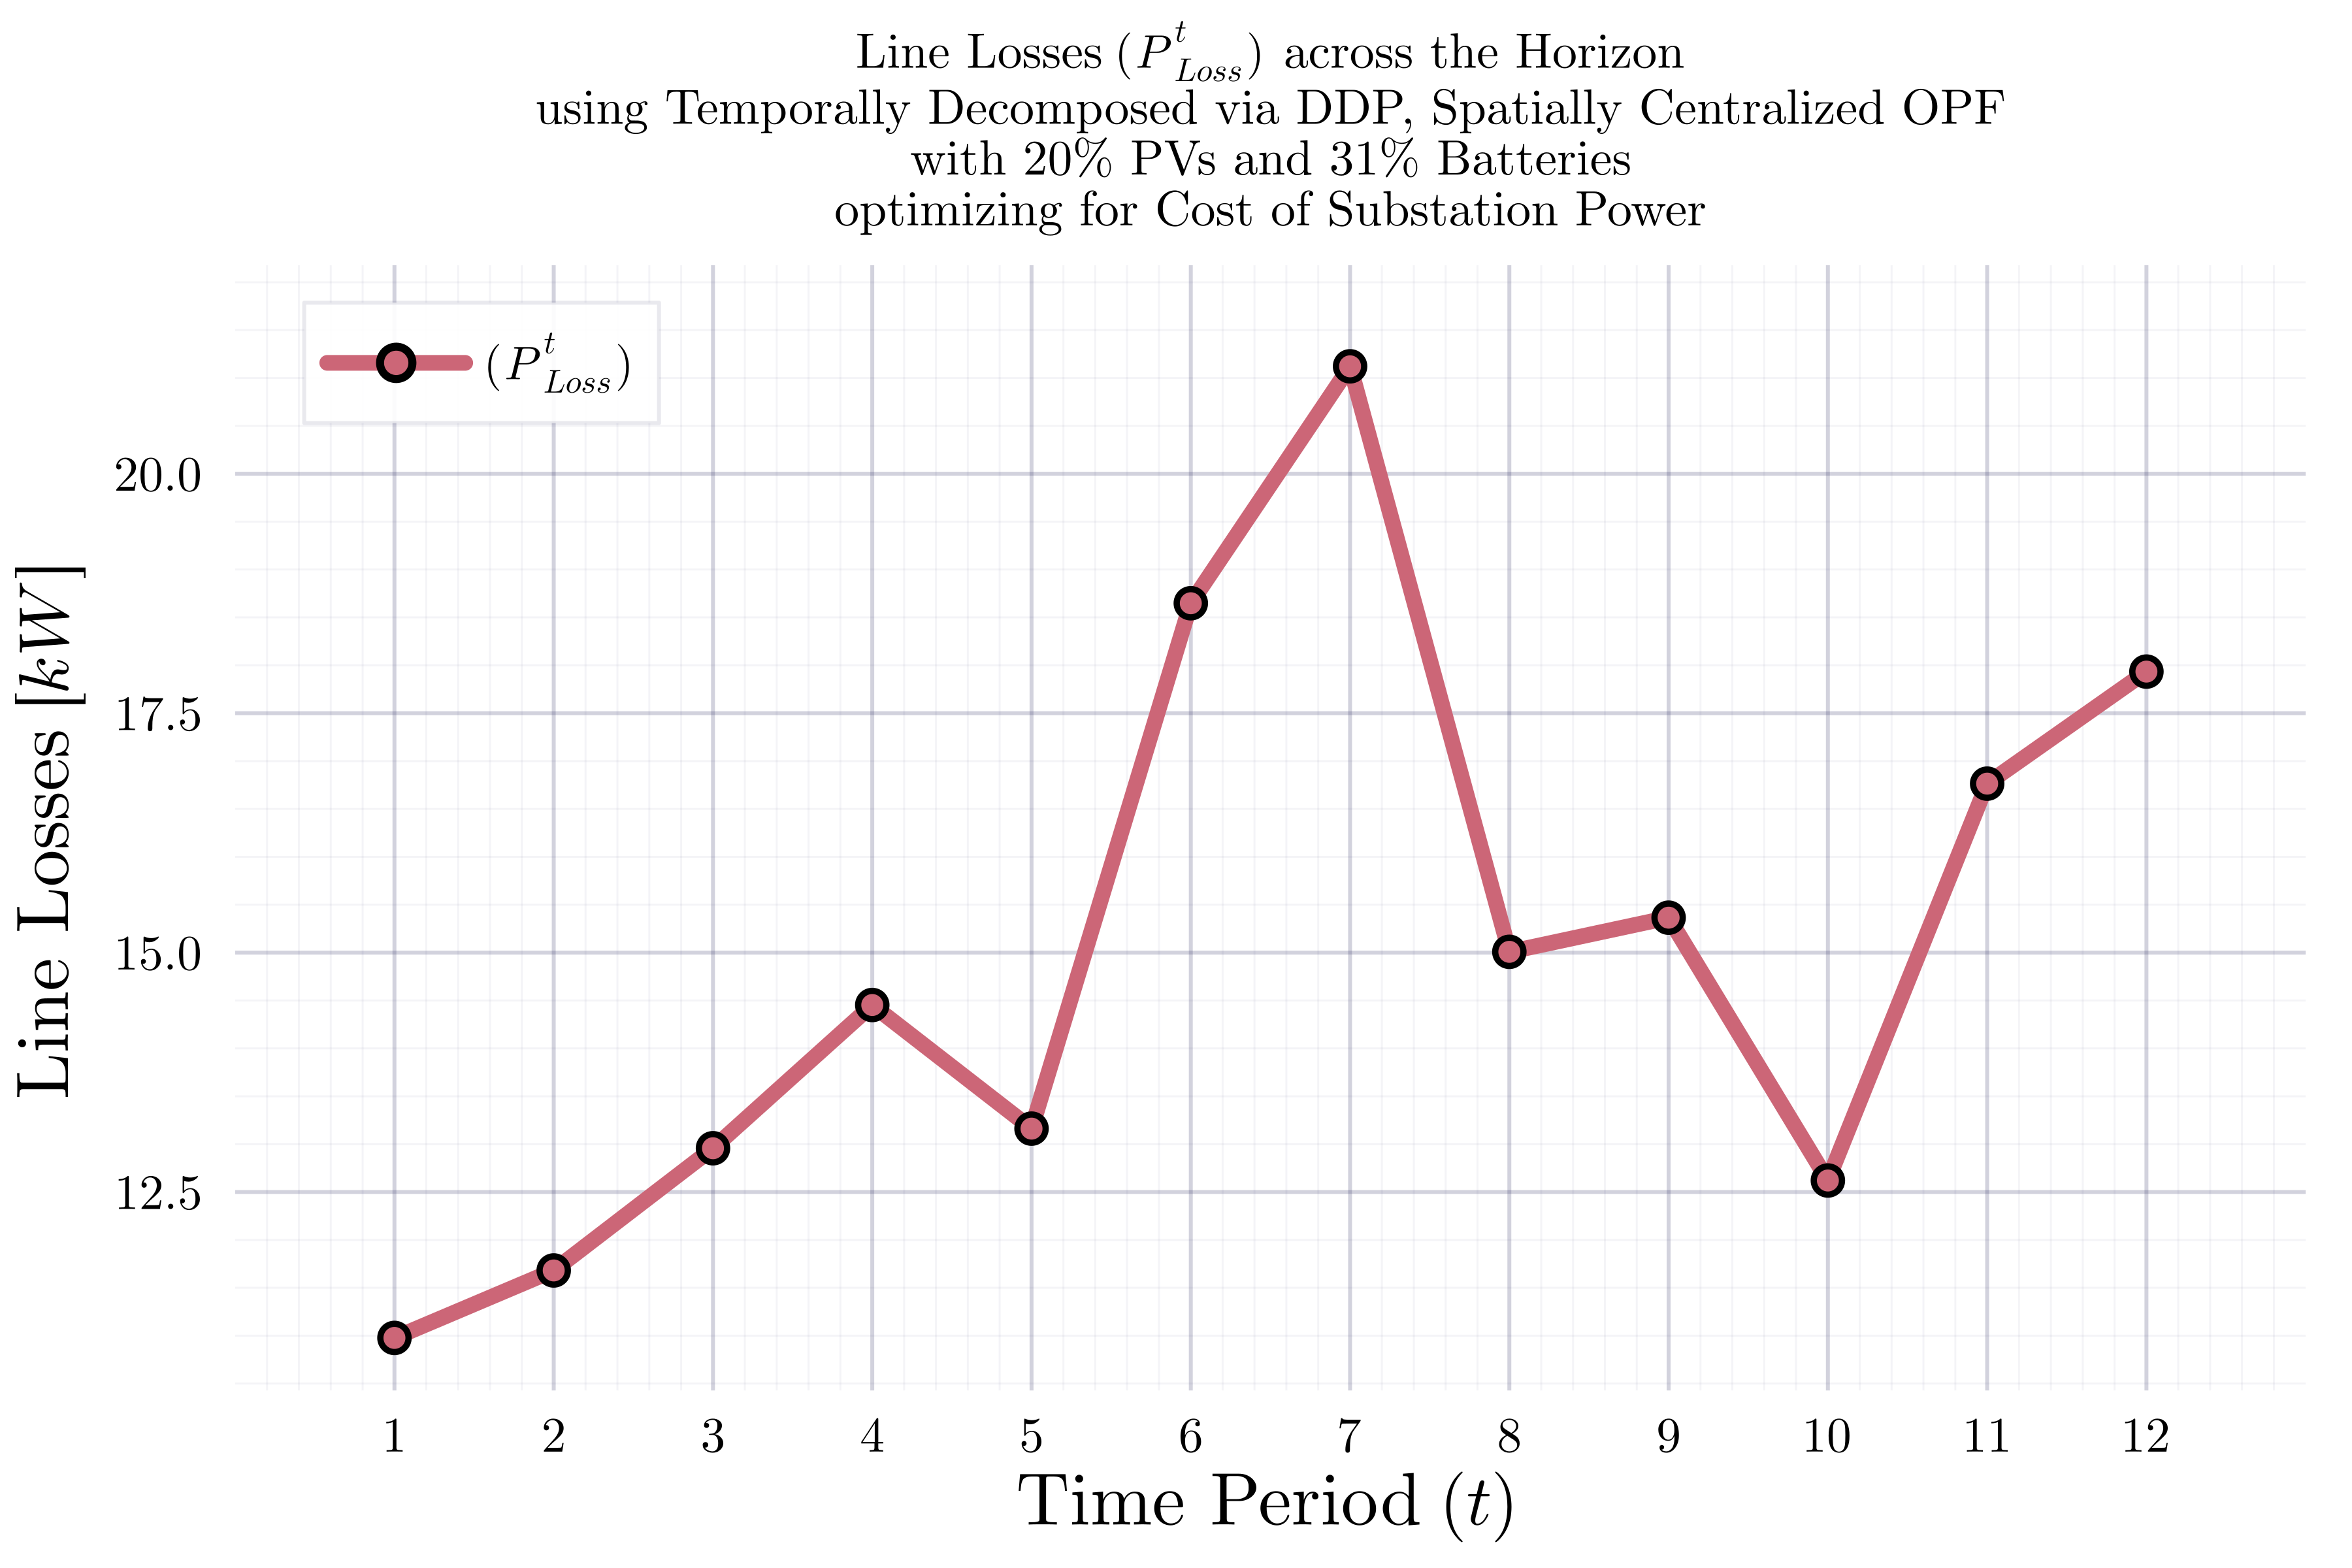 Line Losses (P^t_Loss) across the Horizon
using Temporally Decomposed via DDP, Spatially Centralized OPF
with 20% PVs and 31% Batteries
optimizing for Cost of Substation Power
(P^t_Loss)
Line Losses [kW]
20.0
17.5
15.0
12.5
1 2 3 4 5 6 7 8 9 10 11 12
Time Period (t)